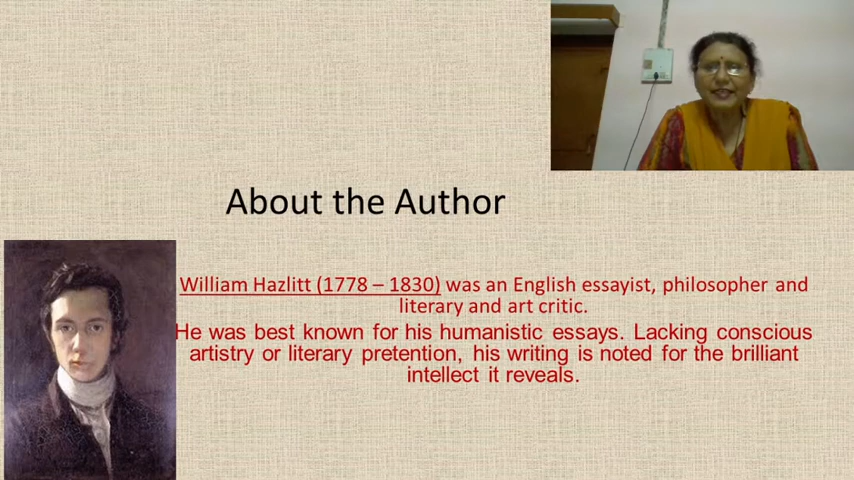 About the Author
William Hazlitt (1778 – 1830) was an English essayist, philosopher and
literary and art critic.
He was best known for his humanistic essays. Lacking conscious
artistry or literary pretention, his writing is noted for the brilliant
intellect it reveals.